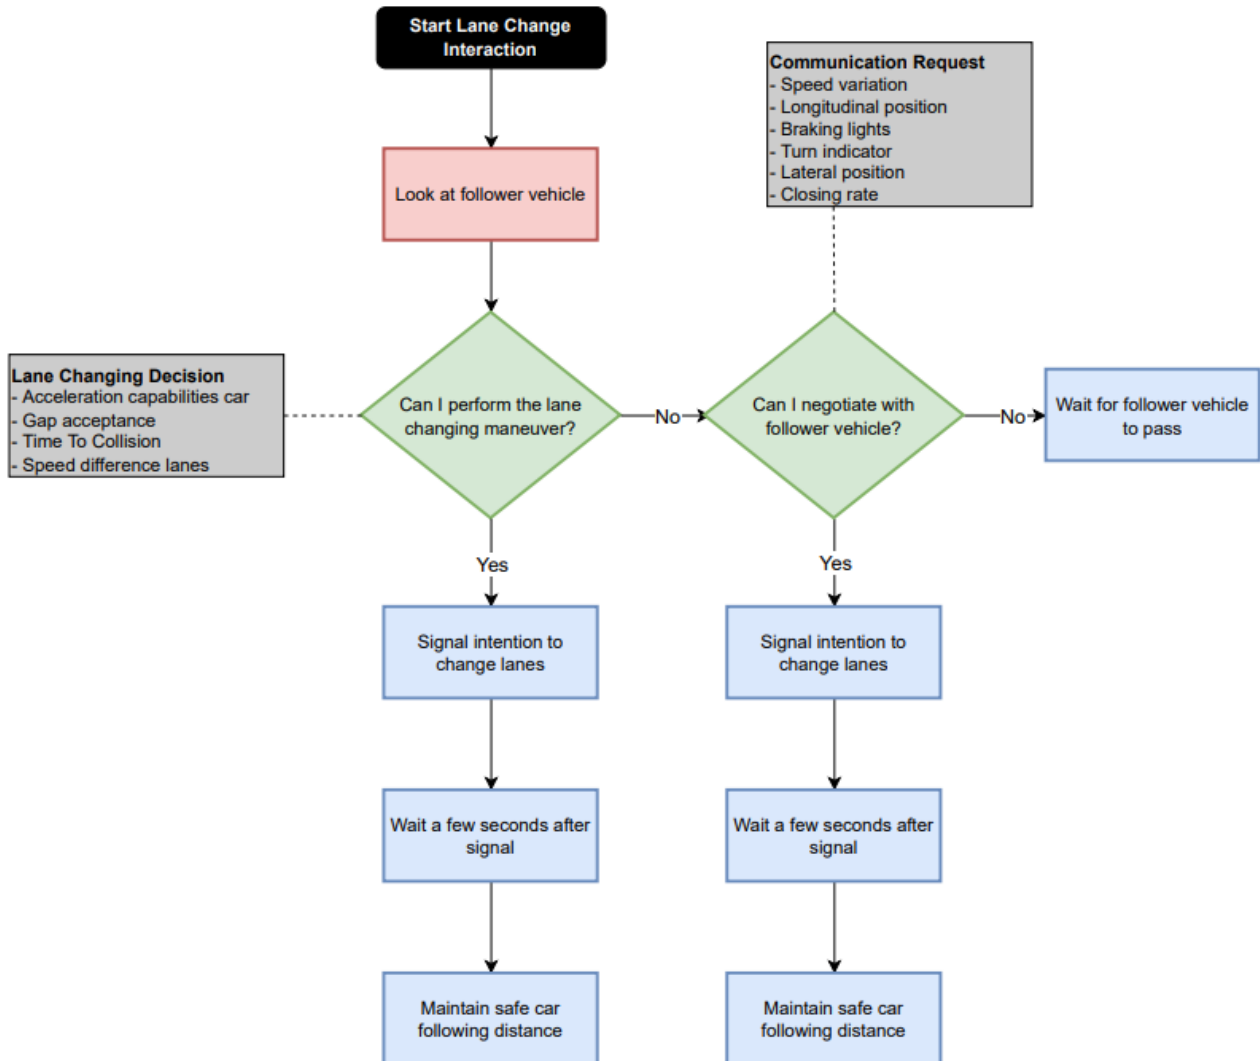 Start Lane Change
Interaction
Communication Request
- Speed variation
- Longitudinal position
- Braking lights
- Turn indicator
- Lateral position
- Closing rate
Look at follower vehicle
Lane Changing Decision
- Acceleration capabilities car
- Gap acceptance
- Time To Collision
- Speed difference lanes
Can I perform the lane
changing maneuver?
No
Can I negotiate with
follower vehicle?
No
Wait for follower vehicle
to pass
Yes
Yes
Signal intention to
change lanes
Signal intention to
change lanes
Wait a few seconds after
signal
Wait a few seconds after
signal
Maintain safe car
following distance
Maintain safe car
following distance